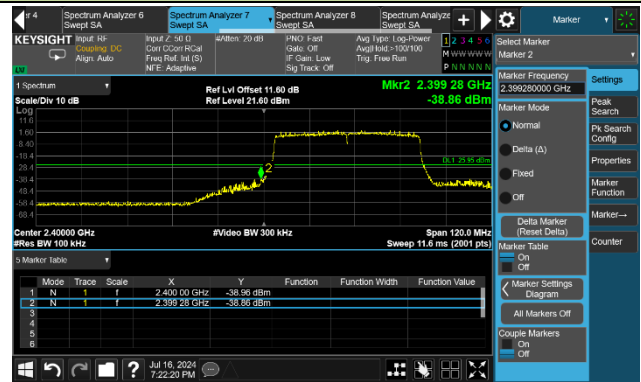 er 4
Spectrum Analyzer 6
Swept SA
Spectrum Analyzer 7
Swept SA
Spectrum Analyzer 8
Swept SA
Spectrum Analyze
Swept SA
Marker
KEYSIGHT
Input: RF
Coupling: DC
Align: Auto
Input Z: 50 Ω
Corr CCorr RCal
Freq Ref: Int (S)
NFE: Adaptive
#Atten: 20 dB
PNO: Fast
Gate: Off
IF Gain: Low
Sig Track: Off
Avg Type: Log-Power
Avg|Hold:>100/100
Trig: Free Run
1 2 3 4 5 6
M W W W W W
P N N N N N
Select Marker
Marker 2
1 Spectrum
Scale/Div 10 dB
Log
Ref Lvl Offset 11.60 dB
Ref Level 21.60 dBm
Mkr2 2.399 28 GHz
-38.86 dBm
11.6
1.60
-8.40
-18.4
-28.4
-38.4
-48.4
-58.4
-68.4
2
Center 2.40000 GHz
#Res BW 100 kHz
#Video BW 300 kHz
Span 120.0 MHz
Sweep 11.6 ms (2001 pts)
5 Marker Table
Mode Trace Scale X Y Function Function Width Function Value
1 N 1 f 2.400 00 GHz -38.96 dBm
2 N 1 f 2.399 28 GHz -38.86 dBm
3
4
5
6
Marker Frequency
2.399280000 GHz
Marker Mode
Normal
Delta (Δ)
Fixed
Off
Delta Marker
(Reset Delta)
Marker Table
On
Off
Marker Settings
Diagram
All Markers Off
Couple Markers
On
Off
Settings
Peak
Search
Pk Search
Config
Properties
Marker
Function
Marker→
Counter
?
Jul 16, 2024
7:22:20 PM